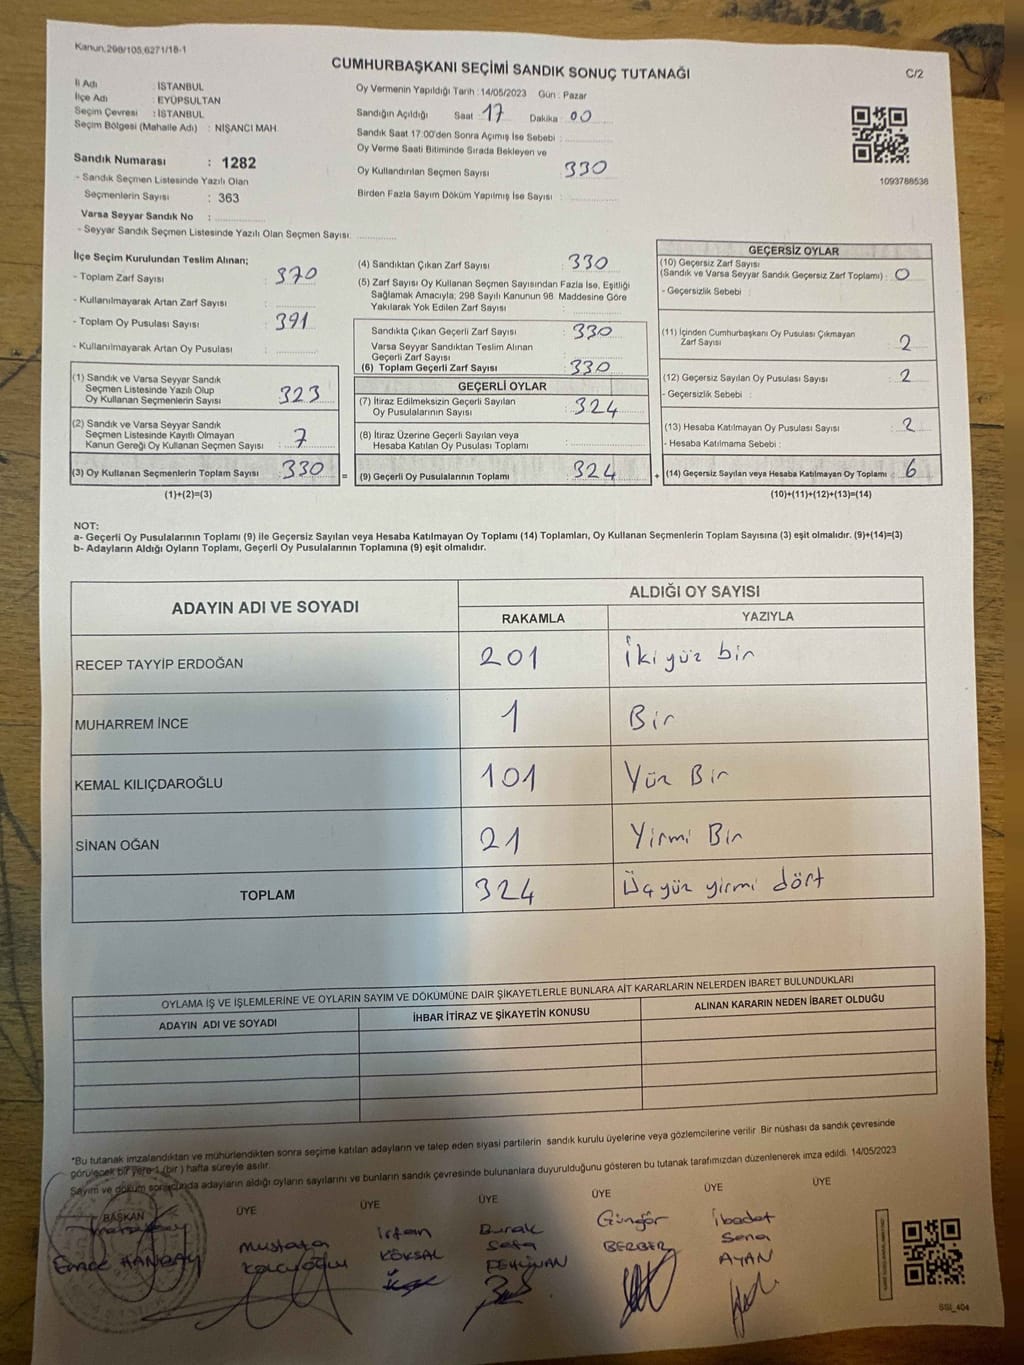 Kanun,298/105,6271/18-1
CUMHURBAŞKANI SEÇİMİ SANDIK SONUÇ TUTANAĞI
C/2
İl Adı : İSTANBUL
İlçe Adı : EYÜPSULTAN
Seçim Çevresi : İSTANBUL
Seçim Bölgesi (Mahalle Adı) : NİŞANCI MAH.
Oy Vermenin Yapıldığı Tarih : 14/05/2023 Gün : Pazar
Sandığın Açıldığı Saat 17 Dakika 00
Sandık Saat 17:00'den Sonra Açımış İse Sebebi :
Oy Verme Saati Bitiminde Sırada Bekleyen ve
Oy Kullandırılan Seçmen Sayısı : 330
Birden Fazla Sayım Döküm Yapılmış İse Sayısı :
1093788538
Sandık Numarası : 1282
- Sandık Seçmen Listesinde Yazılı Olan
Seçmenlerin Sayısı : 363
Varsa Seyyar Sandık No :
- Seyyar Sandık Seçmen Listesinde Yazılı Olan Seçmen Sayısı:
İlçe Seçim Kurulundan Teslim Alınan;
- Toplam Zarf Sayısı : 370
- Kullanılmayarak Artan Zarf Sayısı :
- Toplam Oy Pusulası Sayısı : 391
- Kullanılmayarak Artan Oy Pusulası :
(1) Sandık ve Varsa Seyyar Sandık
Seçmen Listesinde Yazılı Olup
Oy Kullanan Seçmenlerin Sayısı : 323
(2) Sandık ve Varsa Seyyar Sandık
Seçmen Listesinde Kayıtlı Olmayan
Kanun Gereği Oy Kullanan Seçmen Sayısı : 7
(3) Oy Kullanan Seçmenlerin Toplam Sayısı : 330 =
(1)+(2)=(3)
(4) Sandıktan Çıkan Zarf Sayısı : 330
(5) Zarf Sayısı Oy Kullanan Seçmen Sayısından Fazla İse, Eşitliği
Sağlamak Amacıyla; 298 Sayılı Kanunun 98. Maddesine Göre
Yakılarak Yok Edilen Zarf Sayısı :
Sandıkta Çıkan Geçerli Zarf Sayısı : 330
Varsa Seyyar Sandıktan Teslim Alınan
Geçerli Zarf Sayısı :
(6) Toplam Geçerli Zarf Sayısı : 330
GEÇERLİ OYLAR
(7) İtiraz Edilmeksizin Geçerli Sayılan
Oy Pusulalarının Sayısı : 324
(8) İtiraz Üzerine Geçerli Sayılan veya
Hesaba Katılan Oy Pusulası Toplamı :
(9) Geçerli Oy Pusulalarının Toplamı : 324 +
GEÇERSİZ OYLAR
(10) Geçersiz Zarf Sayısı
(Sandık ve Varsa Seyyar Sandık Geçersiz Zarf Toplamı) : 0
- Geçersizlik Sebebi :
(11) İçinden Cumhurbaşkanı Oy Pusulası Çıkmayan
Zarf Sayısı : 2
(12) Geçersiz Sayılan Oy Pusulası Sayısı : 2
- Geçersizlik Sebebi :
(13) Hesaba Katılmayan Oy Pusulası Sayısı : 2
- Hesaba Katılmama Sebebi :
(14) Geçersiz Sayılan veya Hesaba Katılmayan Oy Toplamı : 6
(10)+(11)+(12)+(13)=(14)
NOT:
a- Geçerli Oy Pusulalarının Toplamı (9) ile Geçersiz Sayılan veya Hesaba Katılmayan Oy Toplamı (14) Toplamları, Oy Kullanan Seçmenlerin Toplam Sayısına (3) eşit olmalıdır. (9)+(14)=(3)
b- Adayların Aldığı Oyların Toplamı, Geçerli Oy Pusulalarının Toplamına (9) eşit olmalıdır.
ADAYIN ADI VE SOYADI
ALDIĞI OY SAYISI
RAKAMLA YAZIYLA
RECEP TAYYİP ERDOĞAN 201 İkiyüz bir
MUHARREM İNCE 1 Bir
KEMAL KILIÇDAROĞLU 101 Yüz Bir
SİNAN OĞAN 21 Yirmi Bir
TOPLAM 324 Üçyüz yirmi dört
OYLAMA İŞ VE İŞLEMLERİNE VE OYLARIN SAYIM VE DÖKÜMÜNE DAİR ŞİKAYETLERLE BUNLARA AİT KARARLARIN NELERDEN İBARET BULUNDUKLARI
ADAYIN ADI VE SOYADI İHBAR İTİRAZ VE ŞİKAYETİN KONUSU ALINAN KARARIN NEDEN İBARET OLDUĞU
*Bu tutanak imzalandıktan ve mühürlendikten sonra seçime katılan adayların ve talep eden siyasi partilerin sandık kurulu üyelerine veya gözlemcilerine verilir. Bir nüshası da sandık çevresinde
görülecek bir yere 1 (bir) hafta süreyle asılır.
Sayım ve döküm sonucunda adayların aldığı oyların sayılarını ve bunların sandık çevresinde bulunanlara duyurulduğunu gösteren bu tutanak tarafımızdan düzenlenerek imza edildi. 14/05/2023
BAŞKAN ÜYE ÜYE ÜYE ÜYE ÜYE ÜYE
Mustafa
İrfan KÖKSAL
Burak
Güngör BERBER
İbadet Sena AYAN
SSI_404